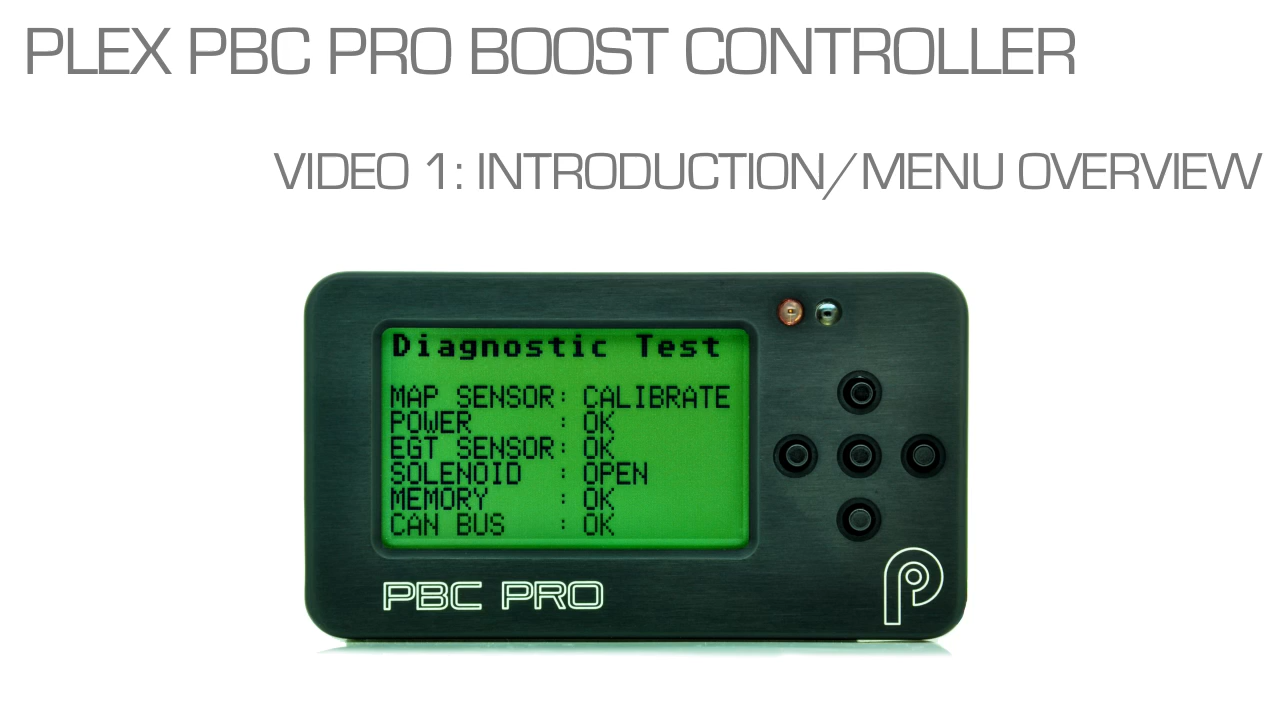 PLEX PBC PRO BOOST CONTROLLER
VIDEO 1: INTRODUCTION/MENU OVERVIEW
Diagnostic Test
MAP SENSOR: CALIBRATE
POWER : OK
EGT SENSOR: OK
SOLENOID : OPEN
MEMORY : OK
CAN BUS : OK
PBC PRO